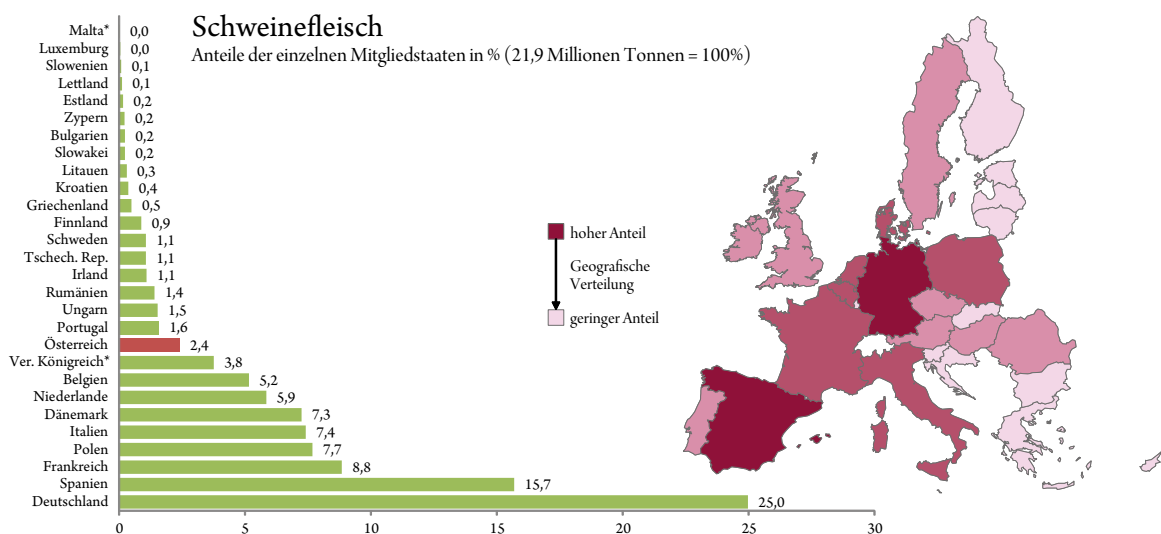 Schweinefleisch
Anteile der einzelnen Mitgliedstaaten in % (21,9 Millionen Tonnen = 100%)
Malta* 0,0
Luxemburg 0,0
Slowenien 0,1
Lettland 0,1
Estland 0,2
Zypern 0,2
Bulgarien 0,2
Slowakei 0,2
Litauen 0,3
Kroatien 0,4
Griechenland 0,5
Finnland 0,9
Schweden 1,1
Tschech. Rep. 1,1
Irland 1,1
Rumänien 1,4
Ungarn 1,5
Portugal 1,6
Österreich 2,4
Ver. Königreich* 3,8
Belgien 5,2
Niederlande 5,9
Dänemark 7,3
Italien 7,4
Polen 7,7
Frankreich 8,8
Spanien 15,7
Deutschland 25,0
0 5 10 15 20 25 30
hoher Anteil
Geografische
Verteilung
geringer Anteil